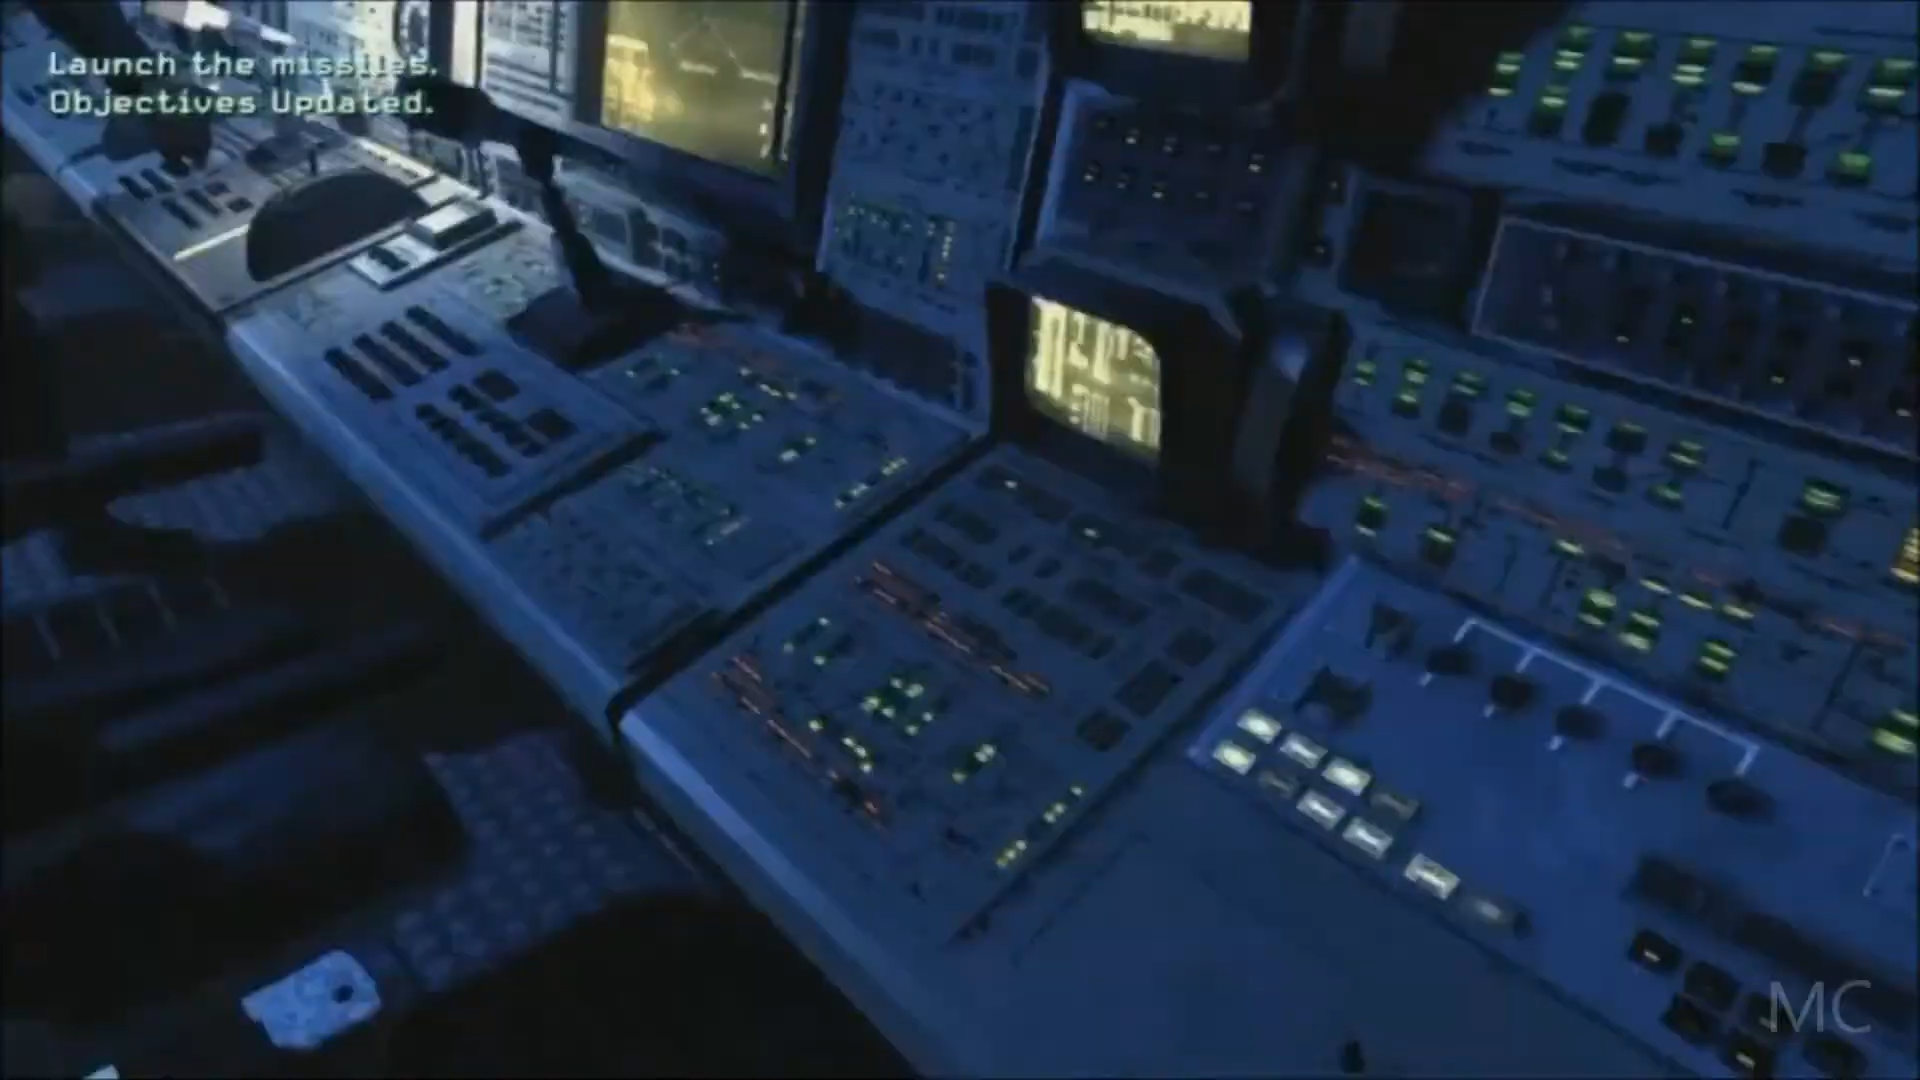 Launch the missiles.
Objectives Updated.
MC